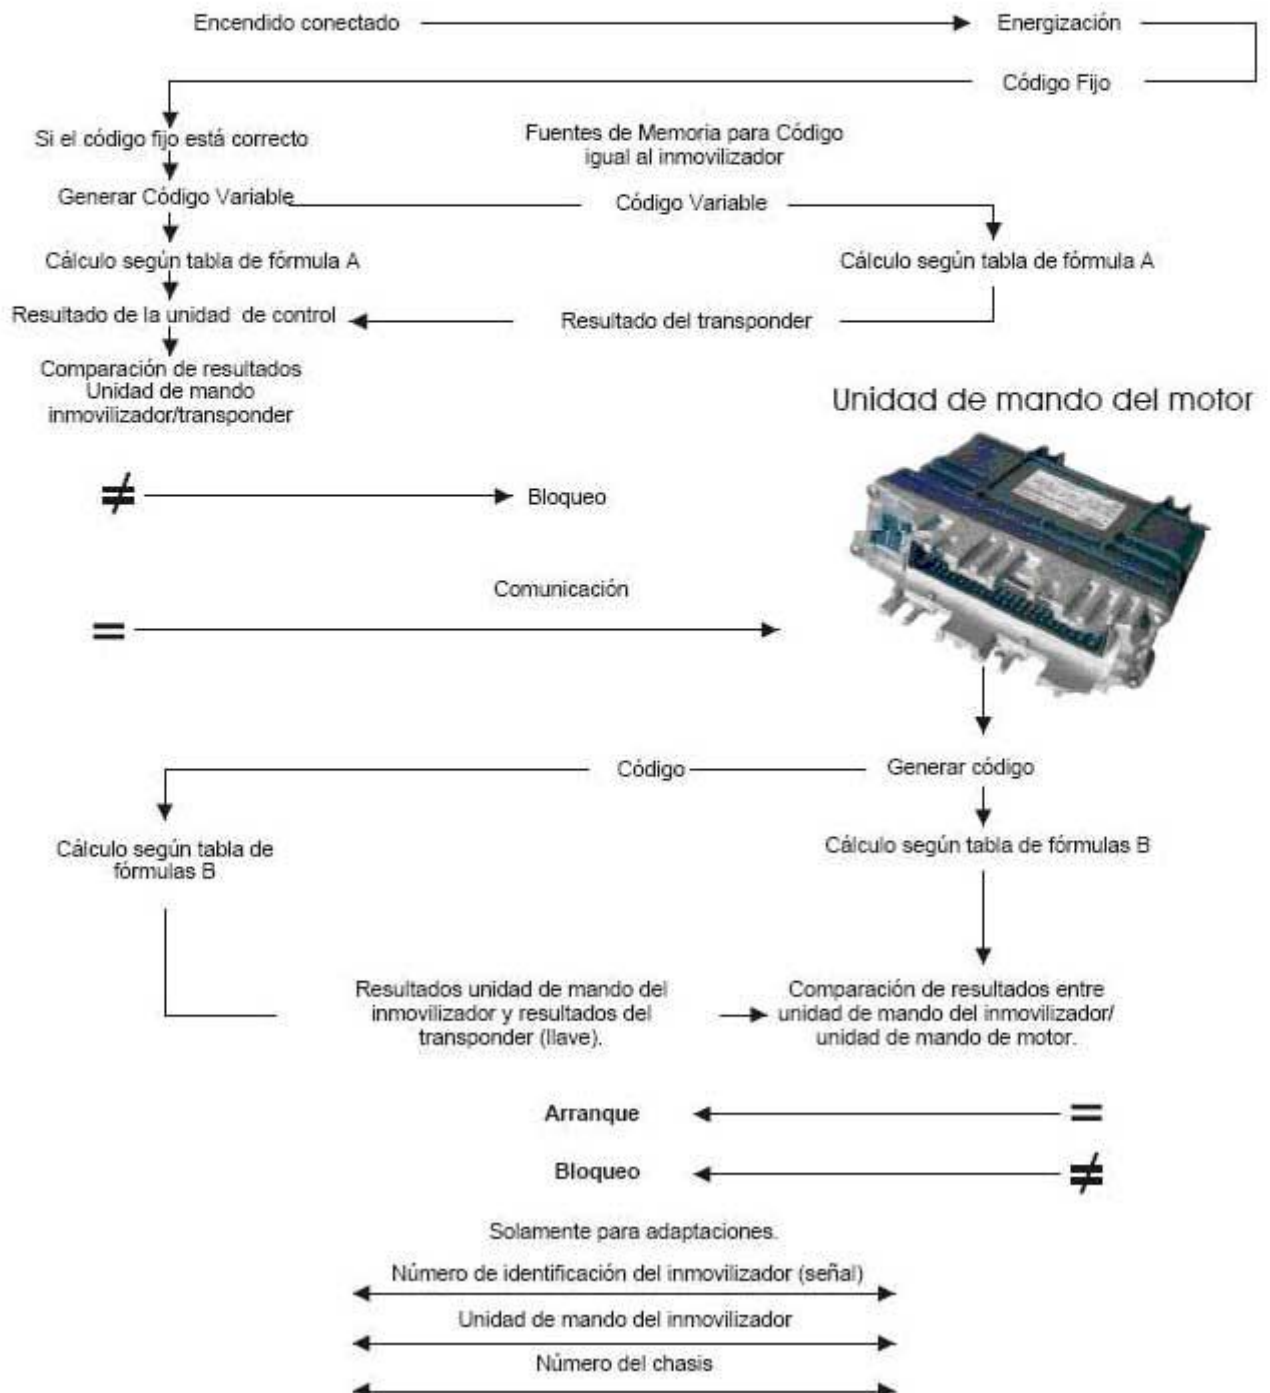 Encendido conectado
Energización
Código Fijo
Si el código fijo está correcto
Fuentes de Memoria para Código
igual al inmovilizador
Generar Código Variable
Código Variable
Cálculo según tabla de fórmula A
Cálculo según tabla de fórmula A
Resultado de la unidad de control
Resultado del transponder
Comparación de resultados
Unidad de mando
inmovilizador/transponder
Unidad de mando del motor
≠
Bloqueo
Comunicación
=
Código
Generar código
Cálculo según tabla de
fórmulas B
Cálculo según tabla de fórmulas B
Resultados unidad de mando del
inmovilizador y resultados del
transponder (llave).
Comparación de resultados entre
unidad de mando del inmovilizador/
unidad de mando de motor.
Arranque
=
Bloqueo
≠
Solamente para adaptaciones.
Número de identificación del inmovilizador (señal)
Unidad de mando del inmovilizador
Número del chasis